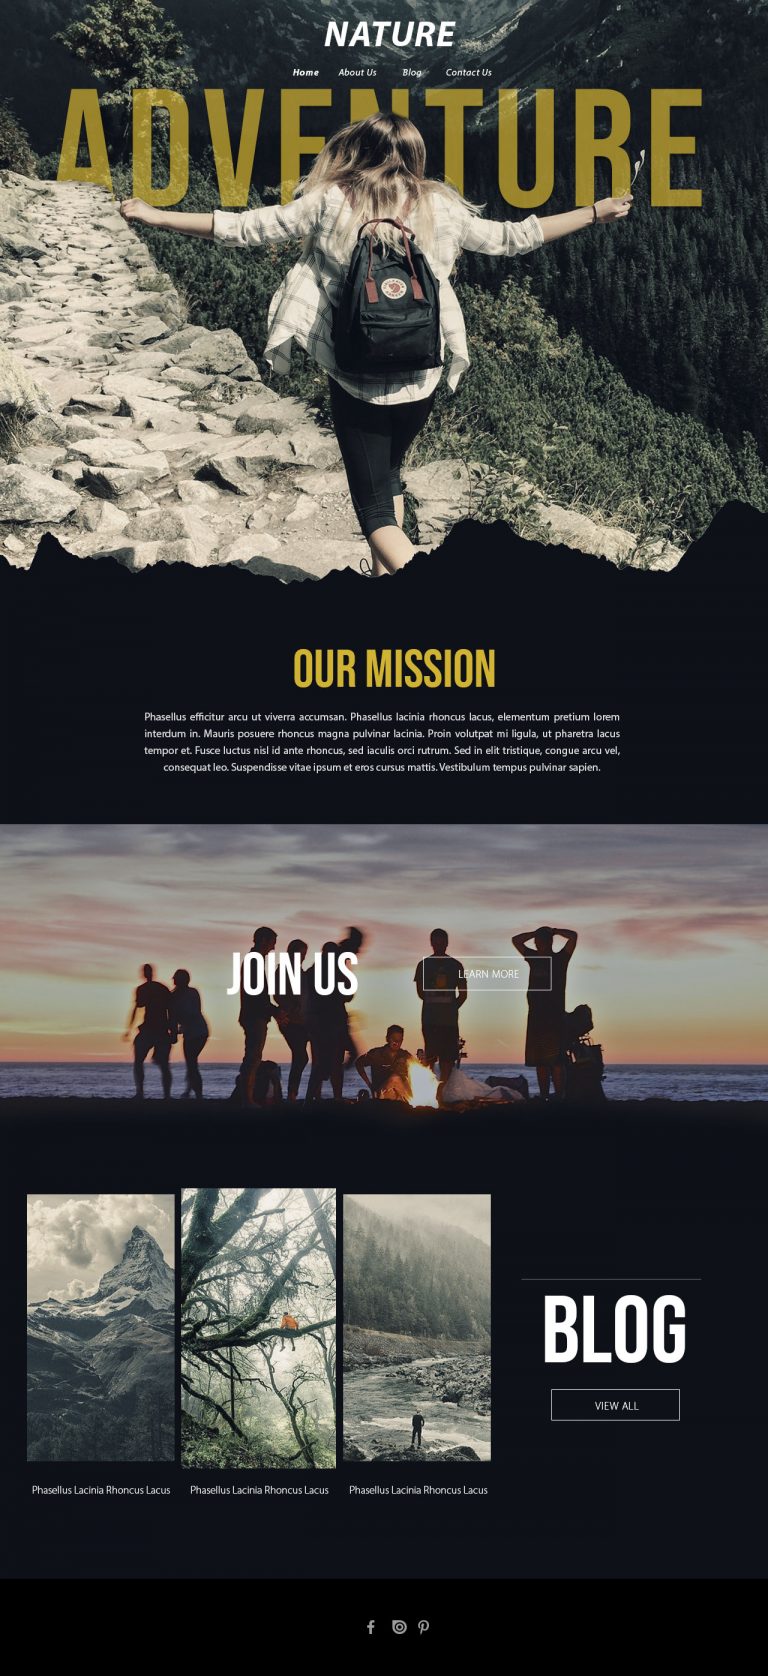 NATURE
Home About Us Blog Contact Us
ADVENTURE
OUR MISSION
Phasellus efficitur arcu ut viverra accumsan. Phasellus lacinia rhoncus lacus, elementum pretium lorem
interdum in. Mauris posuere rhoncus magna pulvinar lacinia. Proin volutpat mi ligula, ut pharetra lacus
tempor et. Fusce luctus nisl id ante rhoncus, sed iaculis orci rutrum. Sed in elit tristique, congue arcu vel,
consequat leo. Suspendisse vitae ipsum et eros cursus mattis. Vestibulum tempus pulvinar sapien.
JOIN US
LEARN MORE
BLOG
VIEW ALL
Phasellus Lacinia Rhoncus Lacus
Phasellus Lacinia Rhoncus Lacus
Phasellus Lacinia Rhoncus Lacus